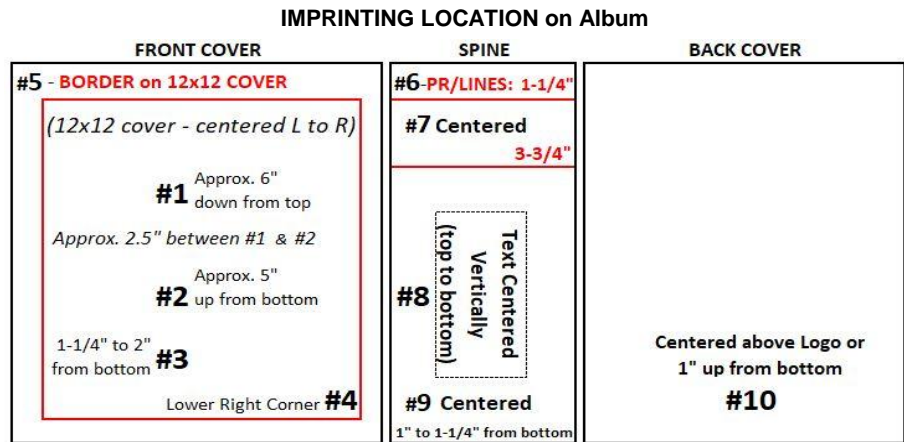 IMPRINTING LOCATION on Album
FRONT COVER
#5 - BORDER on 12x12 COVER
(12x12 cover - centered L to R)
#1 Approx. 6"
down from top
Approx. 2.5" between #1 & #2
#2 Approx. 5"
up from bottom
1-1/4" to 2"
from bottom #3
Lower Right Corner #4
SPINE
#6-PR/LINES: 1-1/4"
#7 Centered
3-3/4"
#8
Text Centered
Vertically
(top to bottom)
#9 Centered
1" to 1-1/4" from bottom
BACK COVER
Centered above Logo or
1" up from bottom
#10